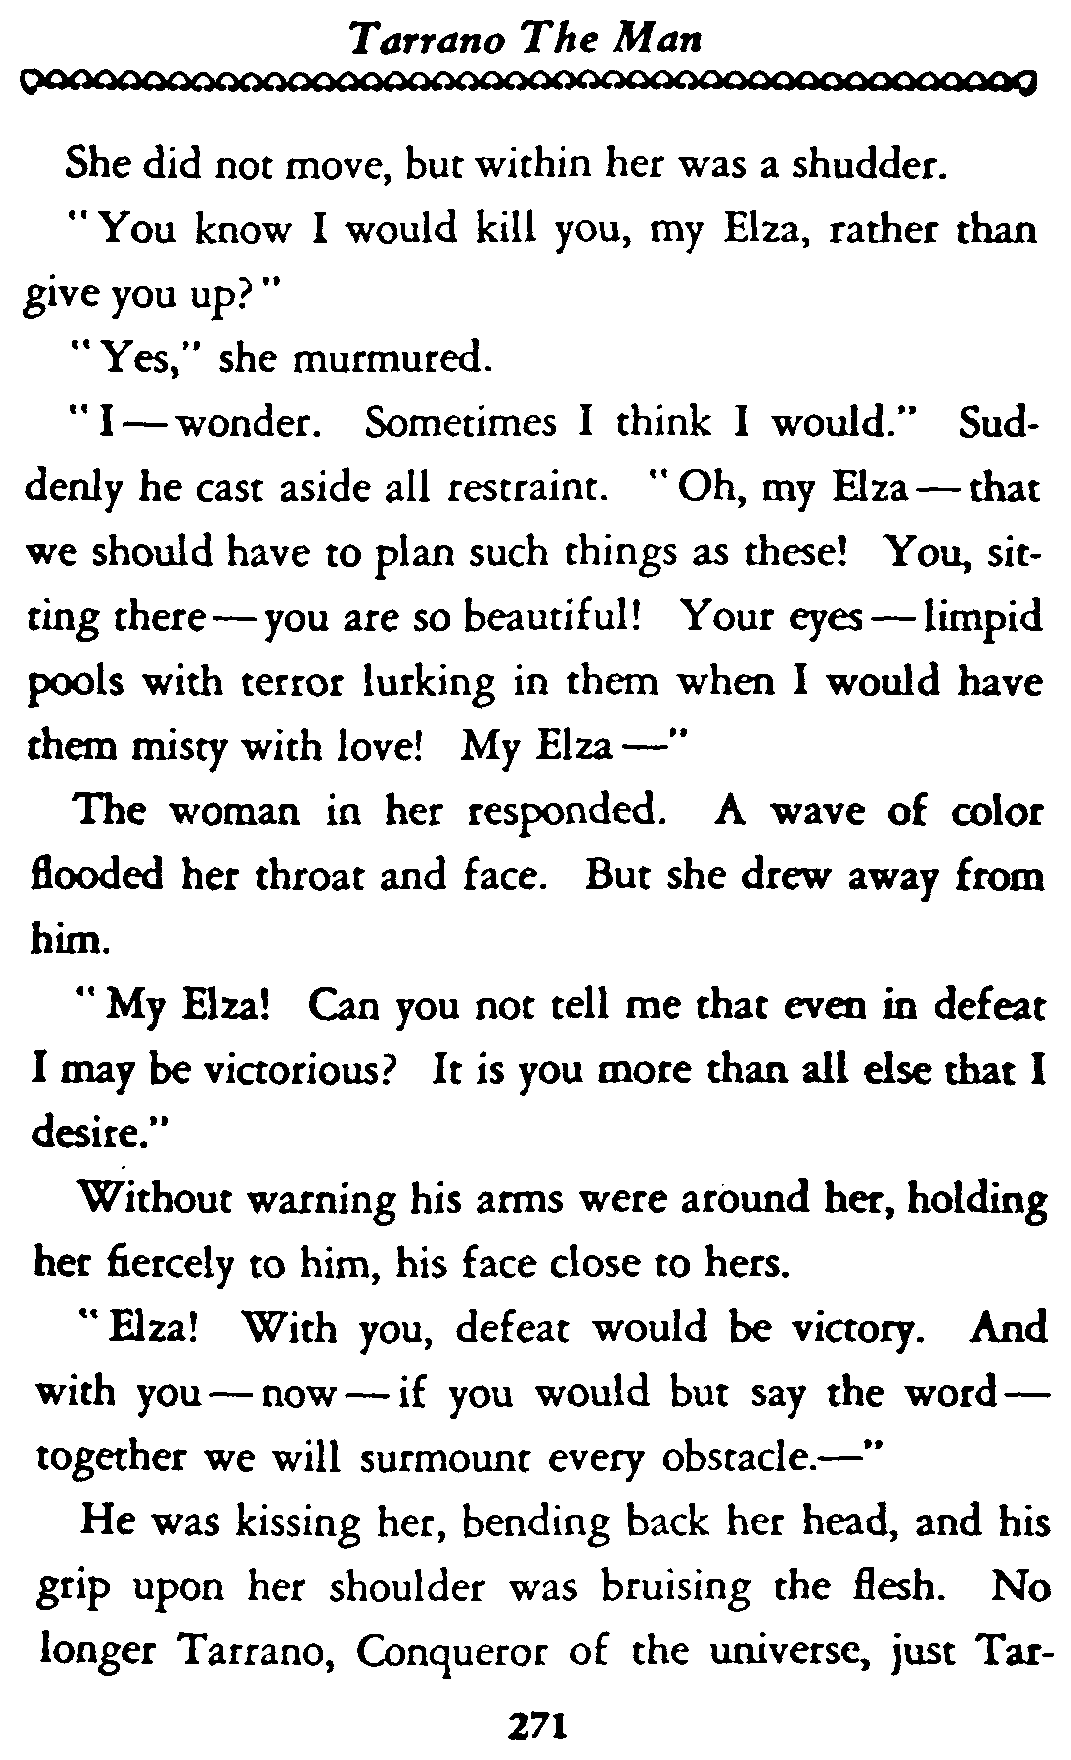 Tarrano The Man
She did not move, but within her was a shudder.
"You know I would kill you, my Elza, rather than
give you up?"
"Yes," she murmured.
"I—wonder. Sometimes I think I would." Sud-
denly he cast aside all restraint. "Oh, my Elza—that
we should have to plan such things as these! You, sit-
ting there—you are so beautiful! Your eyes—limpid
pools with terror lurking in them when I would have
them misty with love! My Elza—"
The woman in her responded. A wave of color
flooded her throat and face. But she drew away from
him.
"My Elza! Can you not tell me that even in defeat
I may be victorious? It is you more than all else that I
desire."
Without warning his arms were around her, holding
her fiercely to him, his face close to hers.
"Elza! With you, defeat would be victory. And
with you—now—if you would but say the word—
together we will surmount every obstacle.—"
He was kissing her, bending back her head, and his
grip upon her shoulder was bruising the flesh. No
longer Tarrano, Conqueror of the universe, just Tar-
271